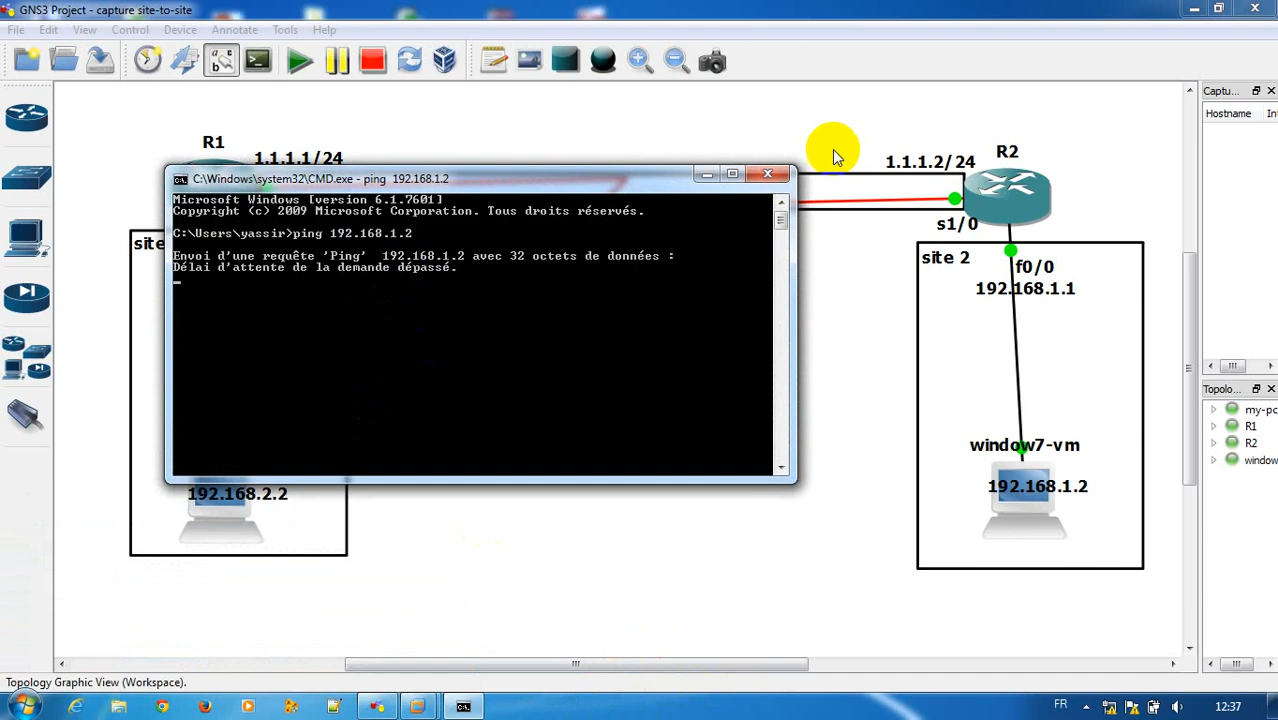 GNS3 Project - capture site-to-site
File Edit View Control Device Annotate Tools Help
R1
1.1.1.1/24
C:\Windows\system32\CMD.exe - ping 192.168.1.2
Microsoft Windows [version 6.1.7601]
Copyright (c) 2009 Microsoft Corporation. Tous droits réservés.
C:\Users\yassir>ping 192.168.1.2
Envoi d'une requête 'Ping'  192.168.1.2 avec 32 octets de données :
Délai d'attente de la demande dépassé.
site
192.168.2.2
1.1.1.2/24
R2
s1/0
site 2
f0/0
192.168.1.1
window7-vm
192.168.1.2
Captu...
Hostname
Topolo...
my-pc
R1
R2
window
Topology Graphic View (Workspace).
FR
12:37